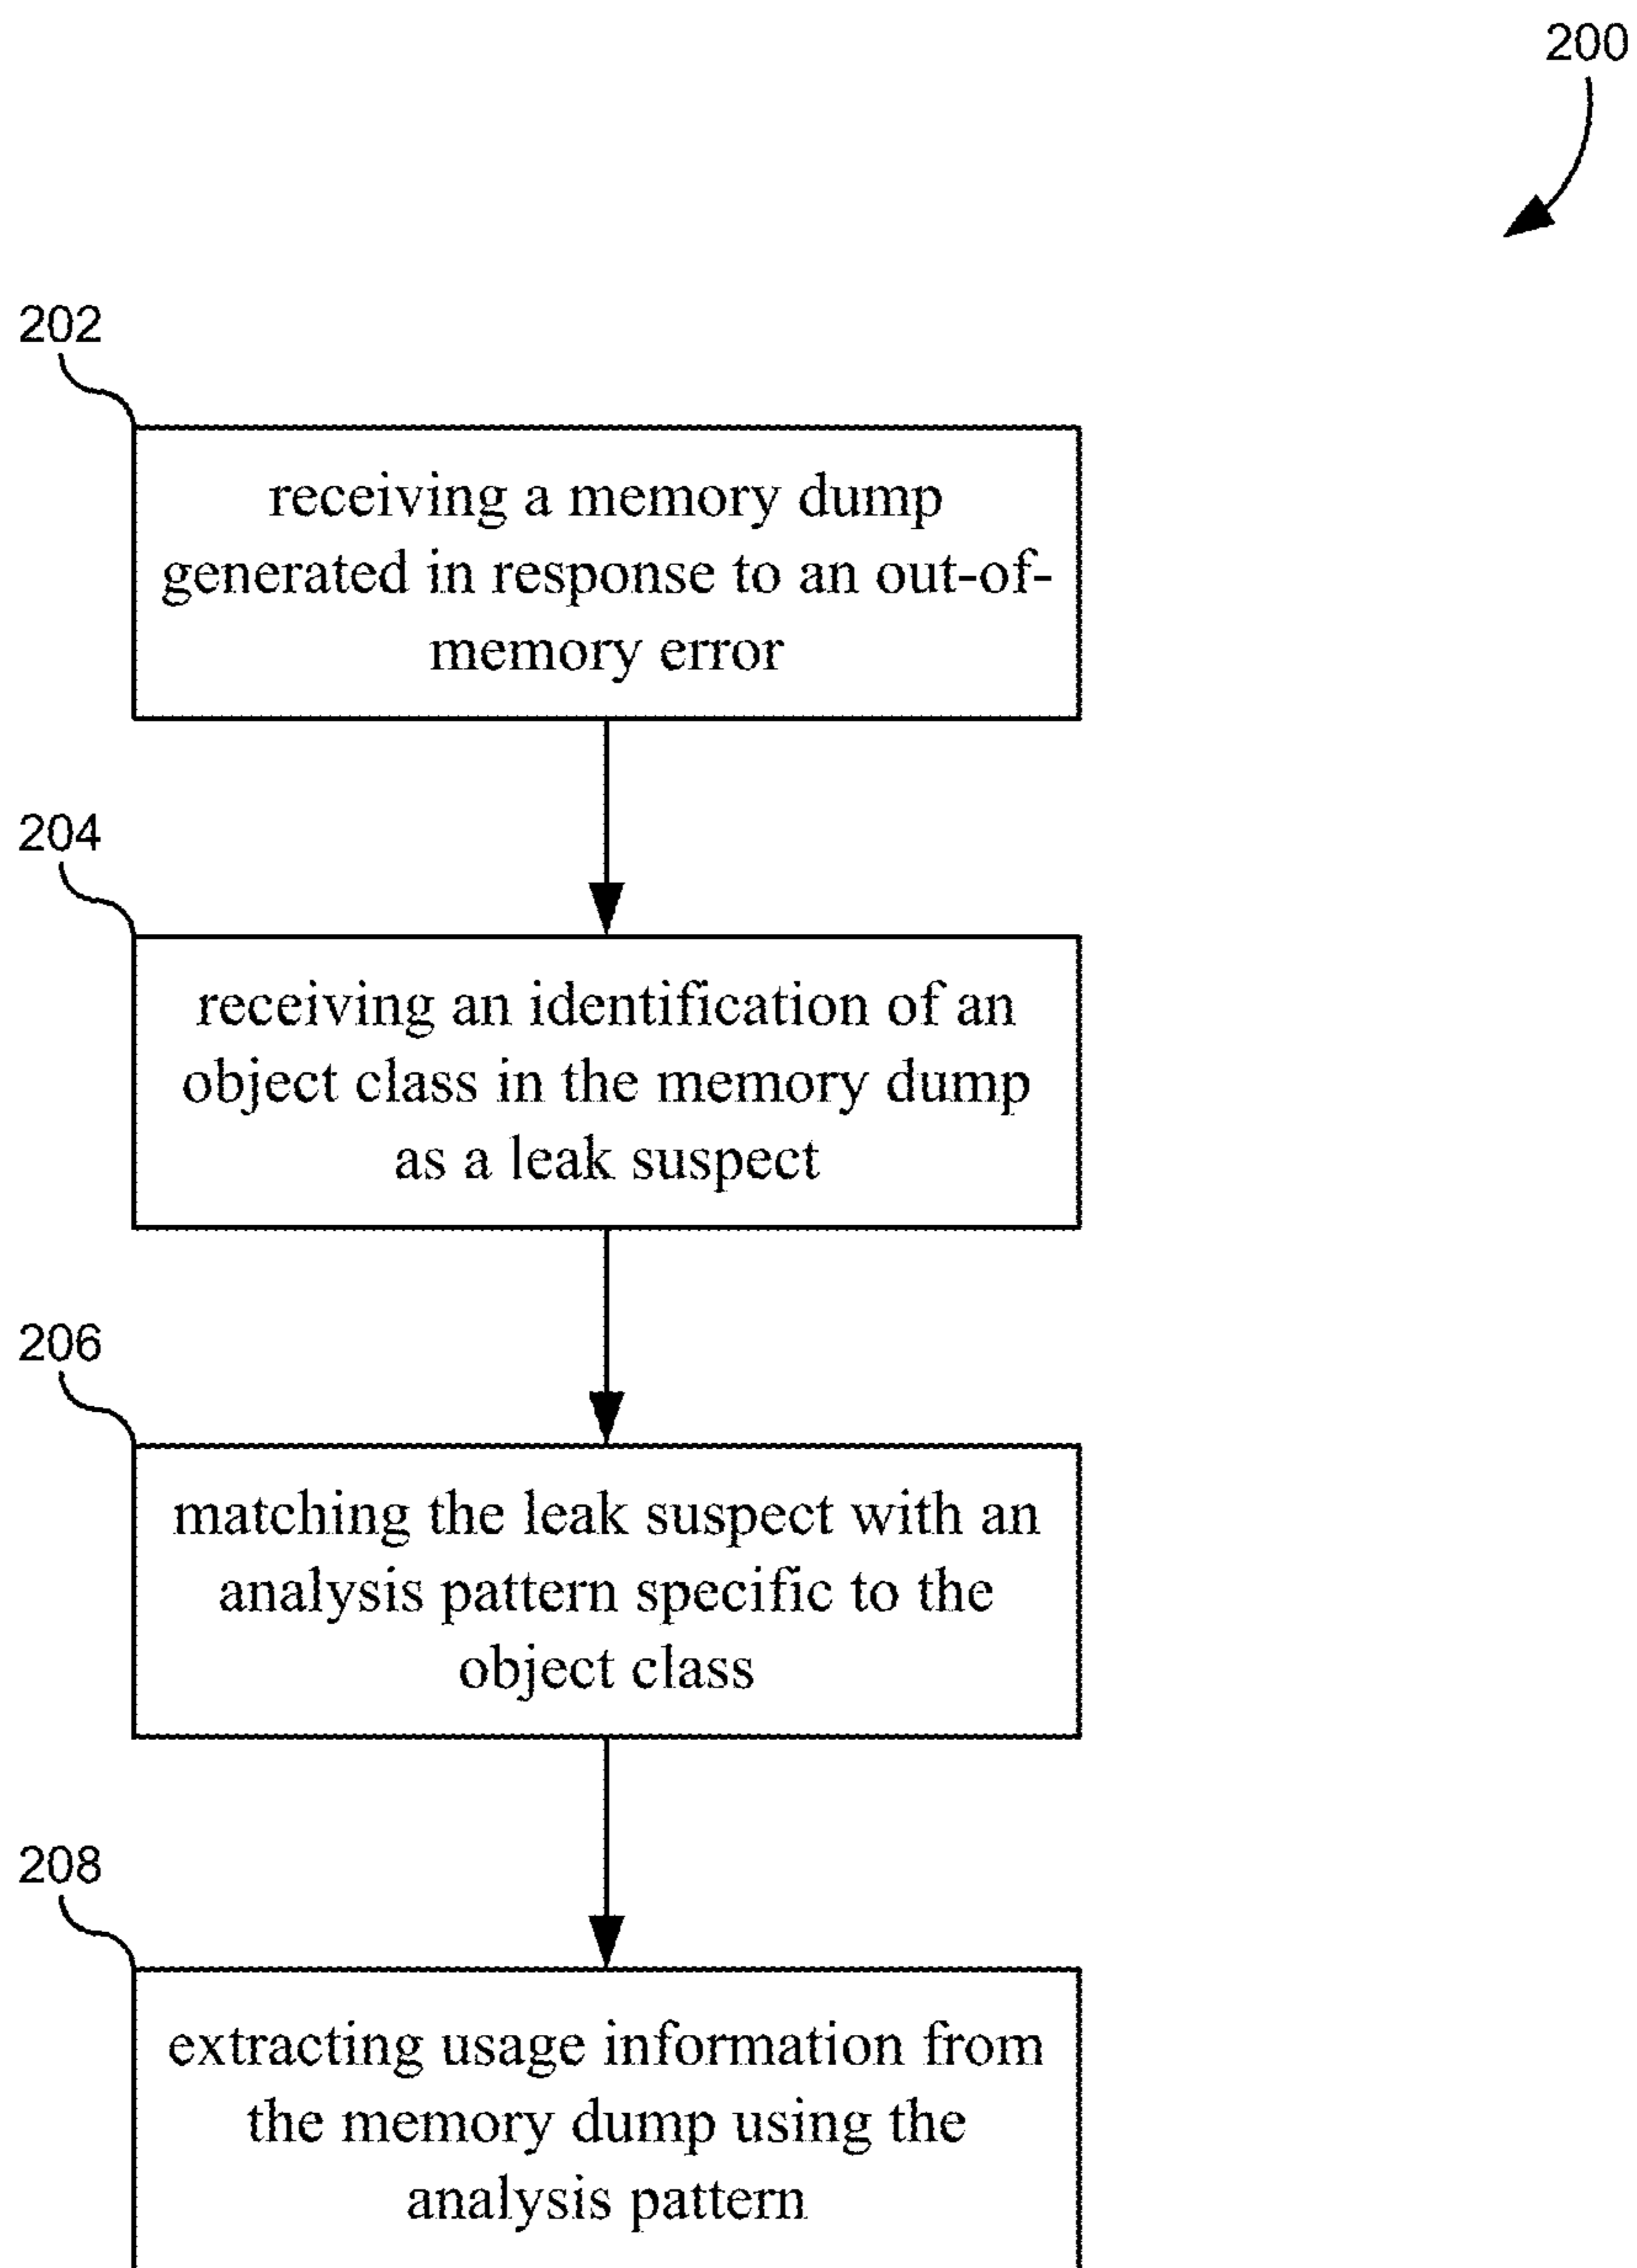 200
202
receiving a memory dump
generated in response to an out-of-
memory error
204
receiving an identification of an
object class in the memory dump
as a leak suspect
206
matching the leak suspect with an
analysis pattern specific to the
object class
208
extracting usage information from
the memory dump using the
analysis pattern